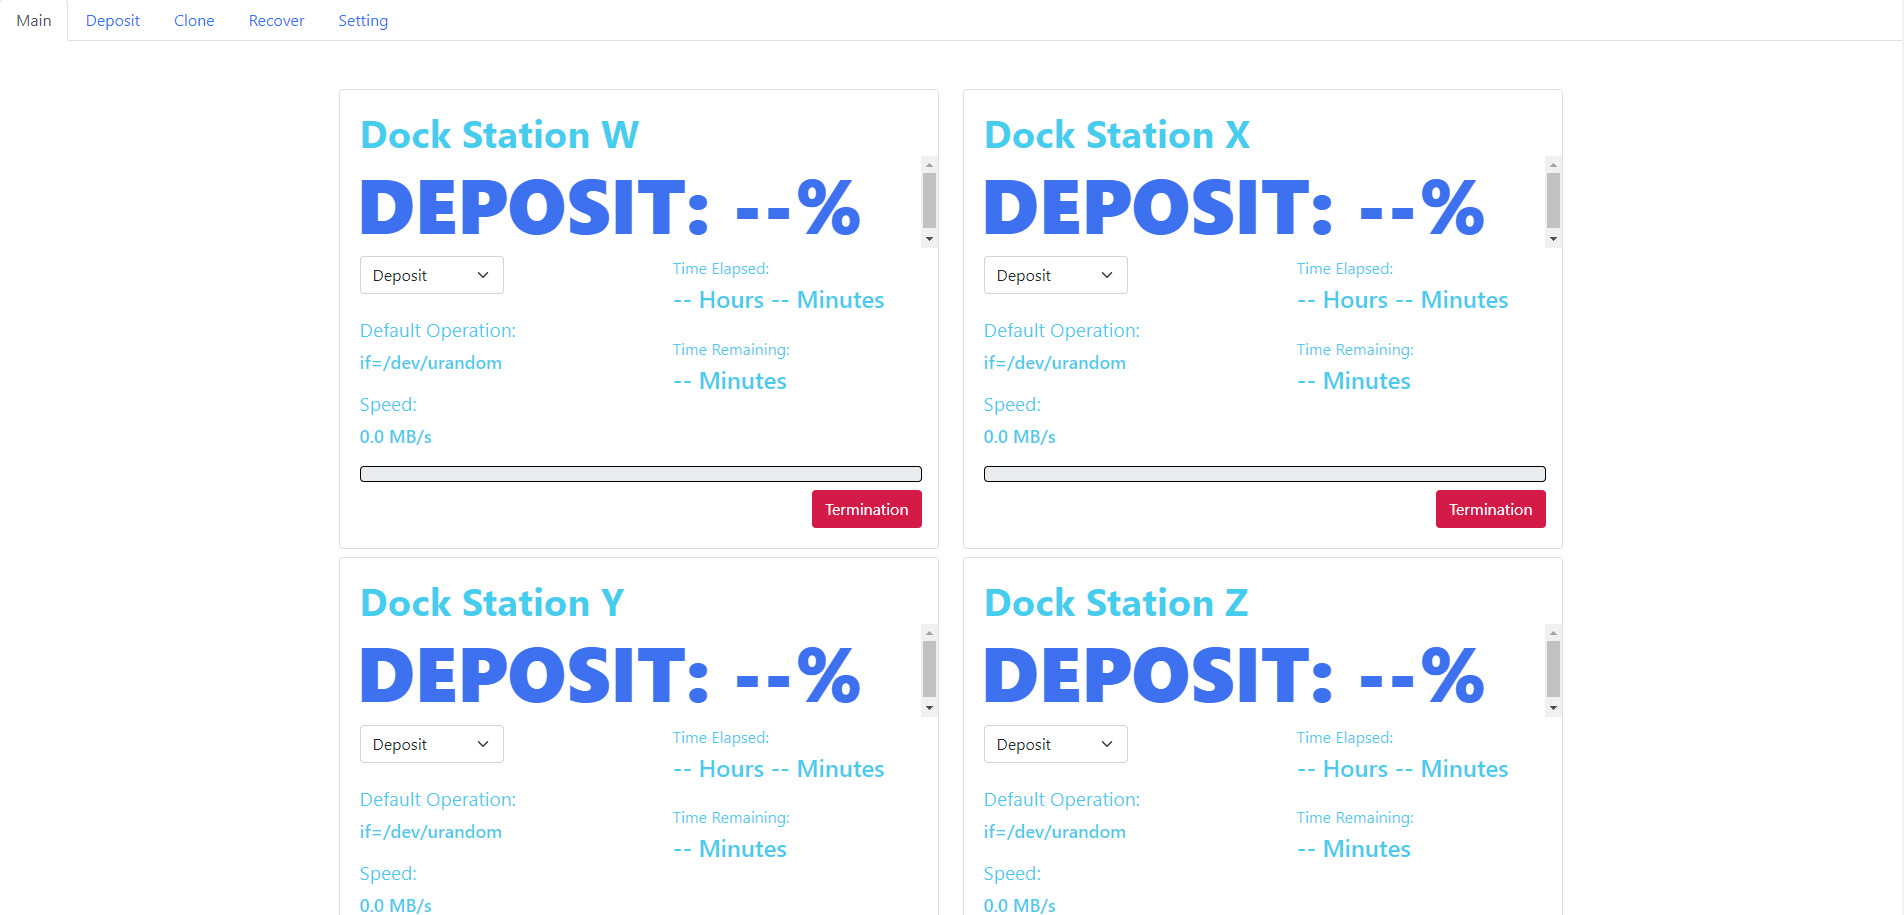 Main Deposit Clone Recover Setting
Dock Station W
DEPOSIT: --%
Deposit
Time Elapsed:
-- Hours -- Minutes
Default Operation:
if=/dev/urandom
Time Remaining:
-- Minutes
Speed:
0.0 MB/s
Termination
Dock Station X
DEPOSIT: --%
Deposit
Time Elapsed:
-- Hours -- Minutes
Default Operation:
if=/dev/urandom
Time Remaining:
-- Minutes
Speed:
0.0 MB/s
Termination
Dock Station Y
DEPOSIT: --%
Deposit
Time Elapsed:
-- Hours -- Minutes
Default Operation:
if=/dev/urandom
Time Remaining:
-- Minutes
Speed:
0.0 MB/s
Dock Station Z
DEPOSIT: --%
Deposit
Time Elapsed:
-- Hours -- Minutes
Default Operation:
if=/dev/urandom
Time Remaining:
-- Minutes
Speed:
0.0 MB/s